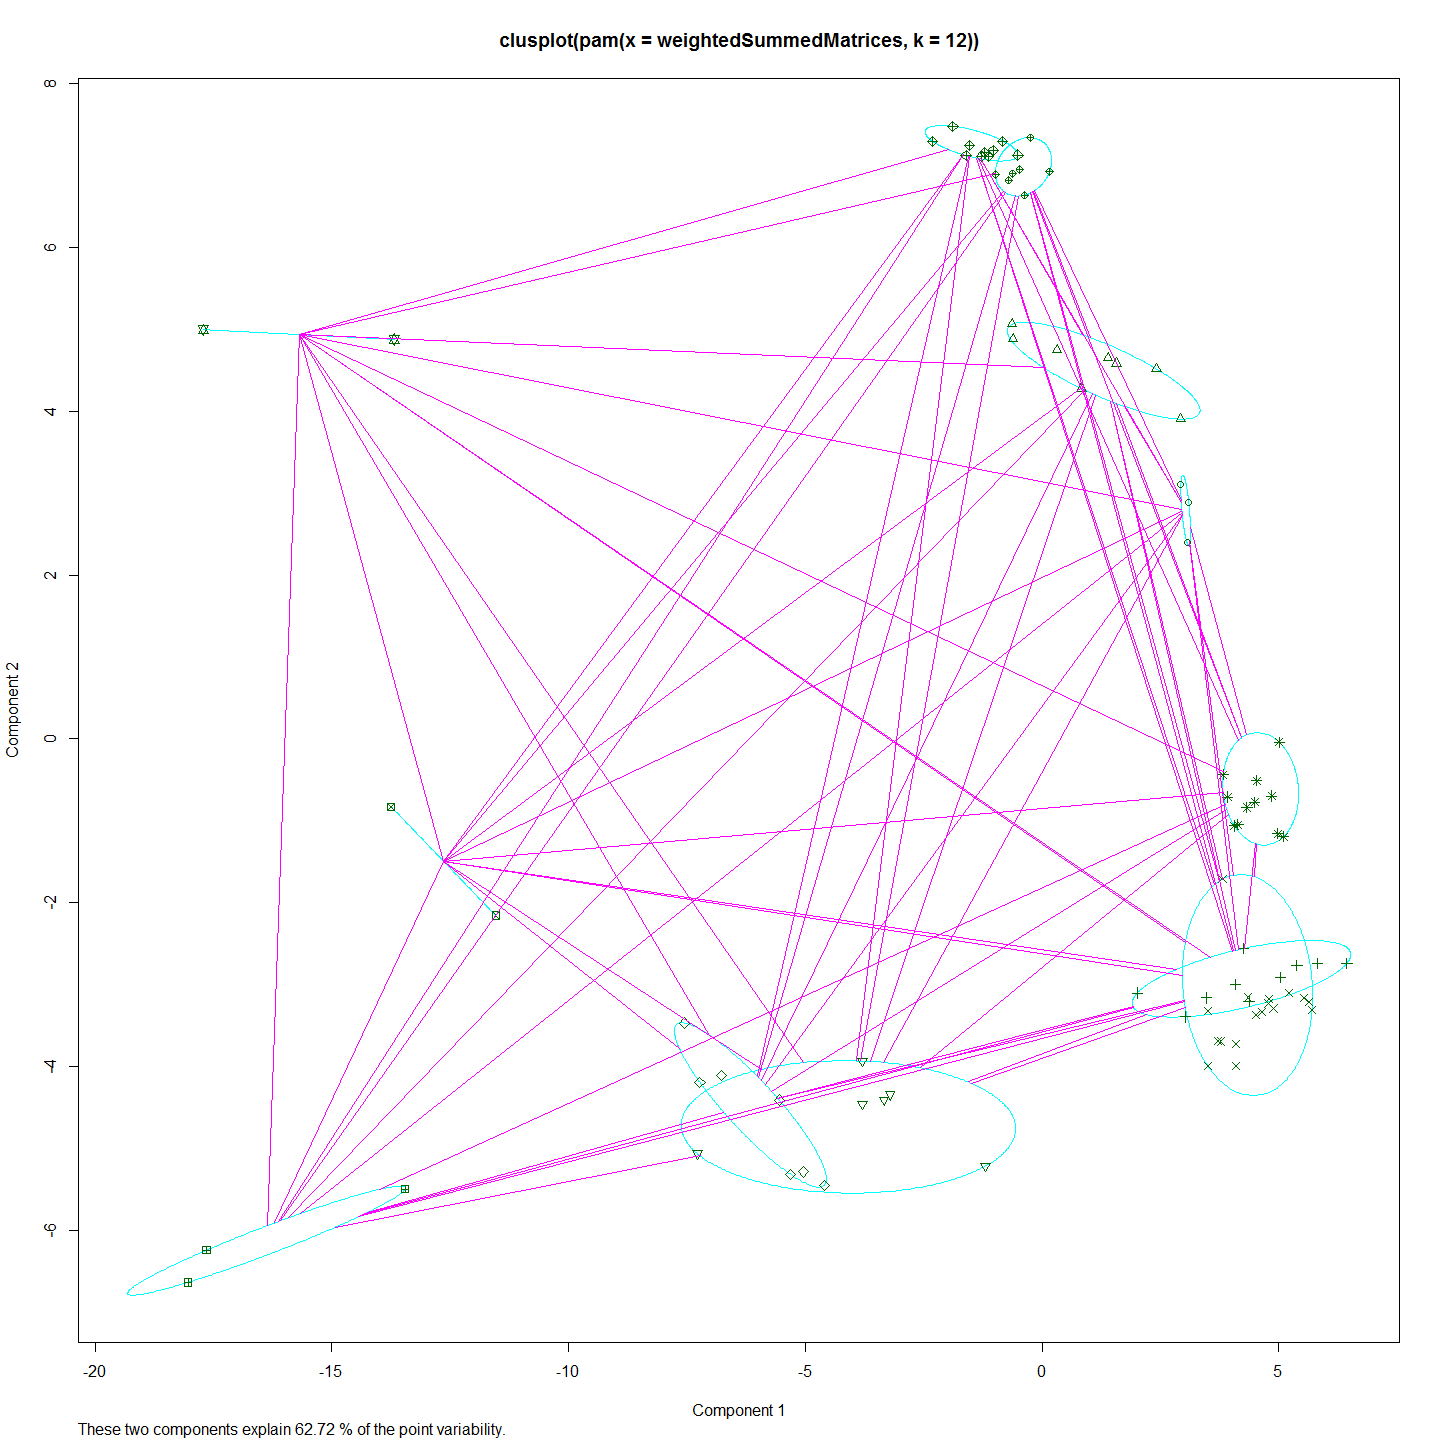 clusplot(pam(x = weightedSummedMatrices, k = 12))
8
6
4
2
0
-2
-4
-6
Component 2
-20 -15 -10 -5 0 5
Component 1
These two components explain 62.72 % of the point variability.